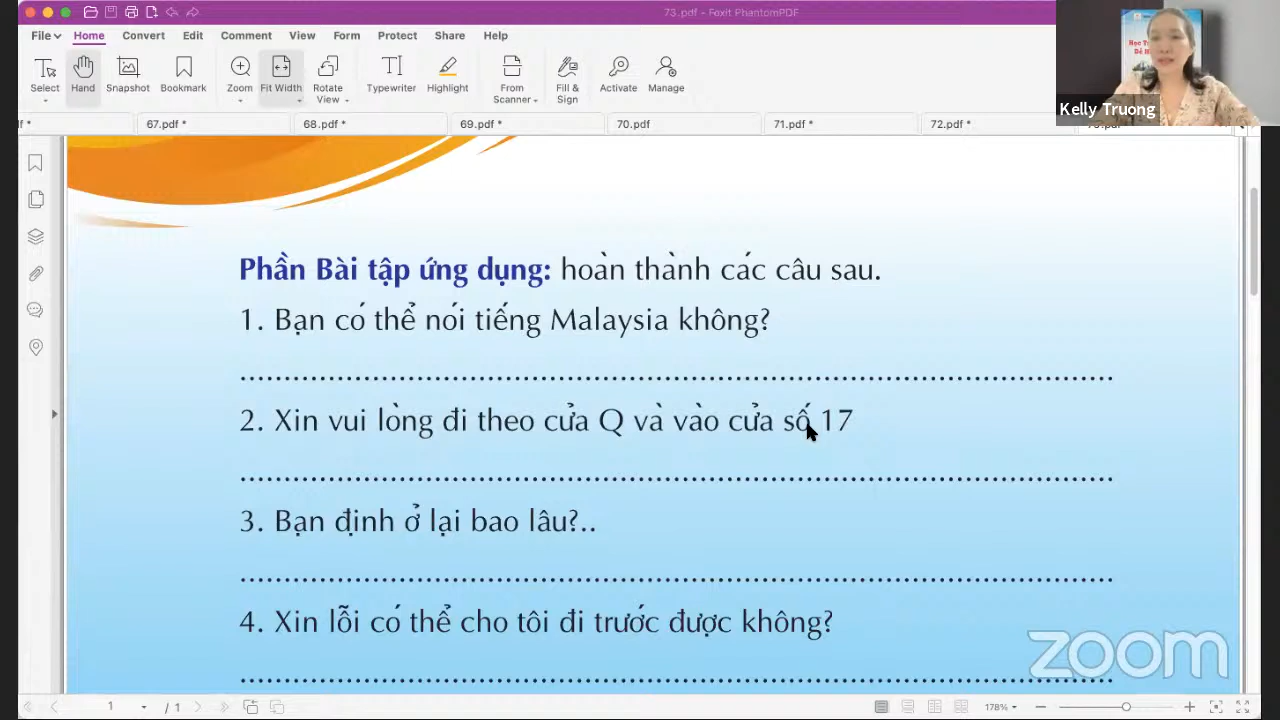 73.pdf - Foxit PhantomPDF
File Home Convert Edit Comment View Form Protect Share Help
Select Hand Snapshot Bookmark Zoom Fit Width Rotate View Typewriter Highlight From Scanner Fill & Sign Activate Manage
67.pdf * 68.pdf * 69.pdf * 70.pdf 71.pdf * 72.pdf *
Kelly Truong
Phần Bài tập ứng dụng: hoàn thành các câu sau.
1. Bạn có thể nói tiếng Malaysia không?
2. Xin vui lòng đi theo cửa Q và vào cửa số 17
3. Bạn định ở lại bao lâu?..
4. Xin lỗi có thể cho tôi đi trước được không?
zoom
1 / 1 178%